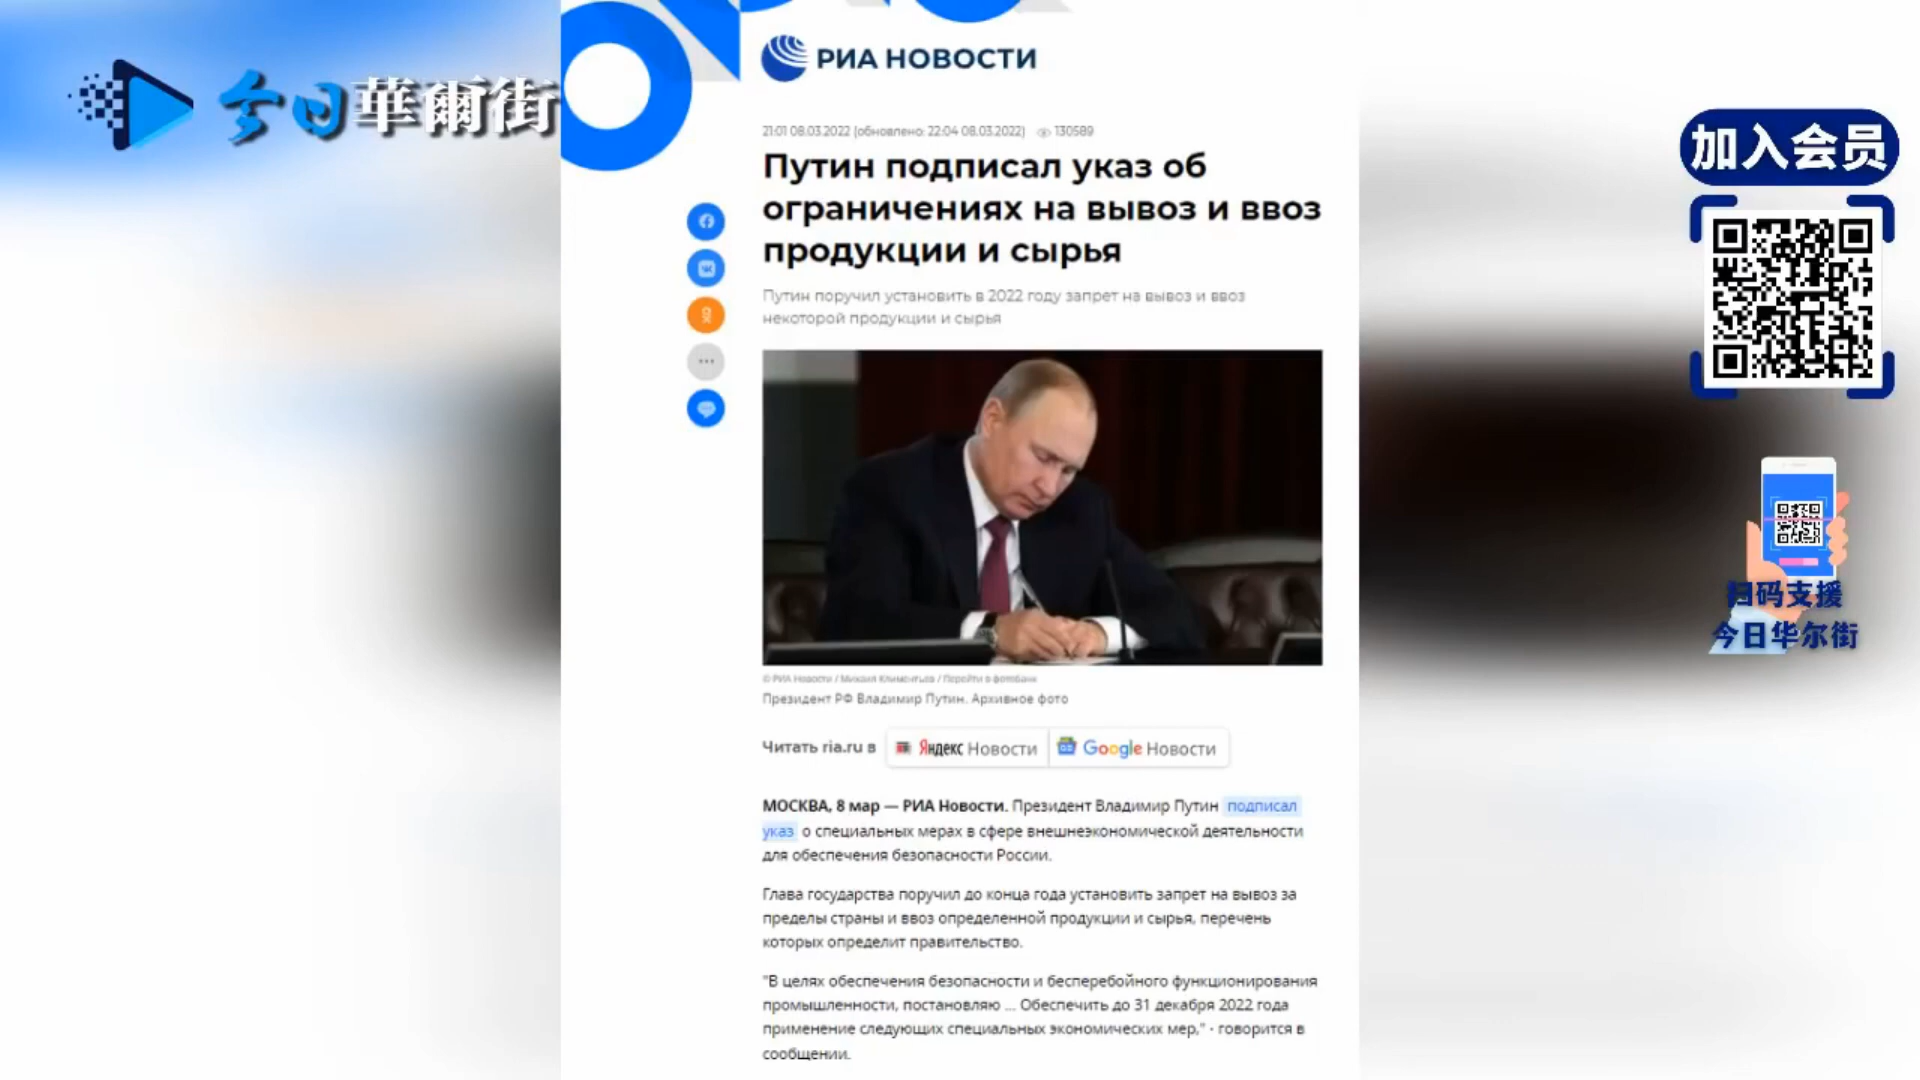 今日華爾街
РИА НОВОСТИ
21:01 08.03.2022 (обновлено: 22:04 08.03.2022) 130589
Путин подписал указ об
ограничениях на вывоз и ввоз
продукции и сырья
Путин поручил установить в 2022 году запрет на вывоз и ввоз
некоторой продукции и сырья
© РИА Новости / Михаил Климентьев / Перейти в фотобанк
Президент РФ Владимир Путин. Архивное фото
Читать ria.ru в
Яндекс Новости
Google Новости
МОСКВА, 8 мар — РИА Новости. Президент Владимир Путин подписал
указ о специальных мерах в сфере внешнеэкономической деятельности
для обеспечения безопасности России.
Глава государства поручил до конца года установить запрет на вывоз за
пределы страны и ввоз определенной продукции и сырья, перечень
которых определит правительство.
"В целях обеспечения безопасности и бесперебойного функционирования
промышленности, постановляю ... Обеспечить до 31 декабря 2022 года
применение следующих специальных экономических мер," - говорится в
сообщении.
加入会员
扫码支援
今日华尔街